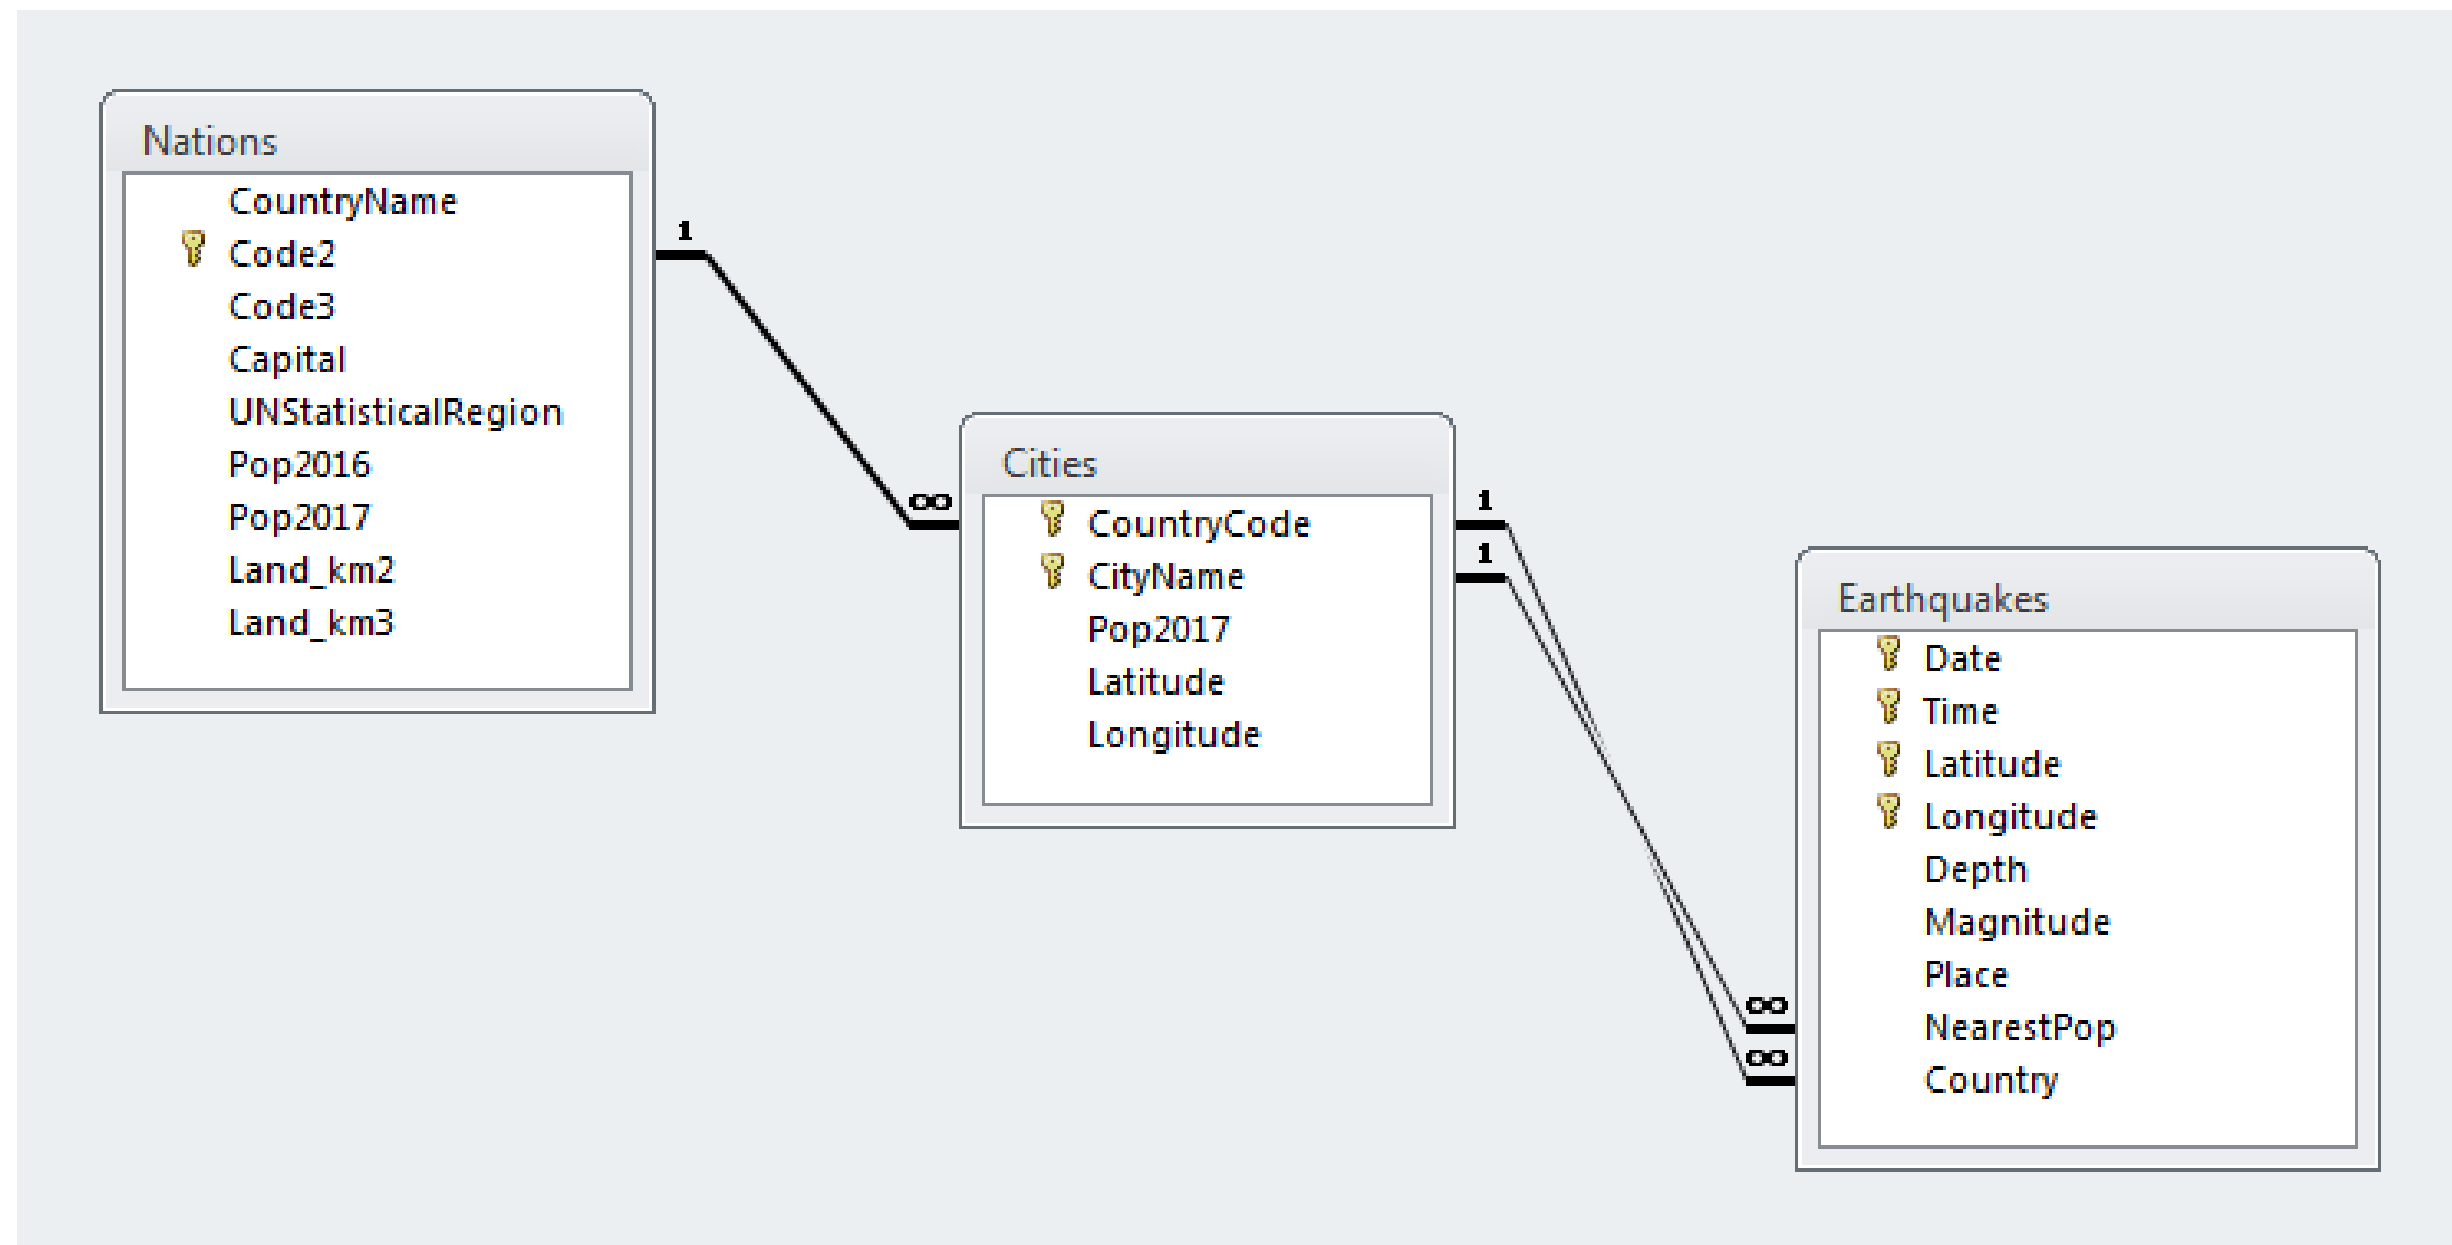 Nations
CountryName
Code2
Code3
Capital
UNStatisticalRegion
Pop2016
Pop2017
Land_km2
Land_km3
1
∞
Cities
CountryCode
CityName
Pop2017
Latitude
Longitude
1
1
∞
∞
Earthquakes
Date
Time
Latitude
Longitude
Depth
Magnitude
Place
NearestPop
Country